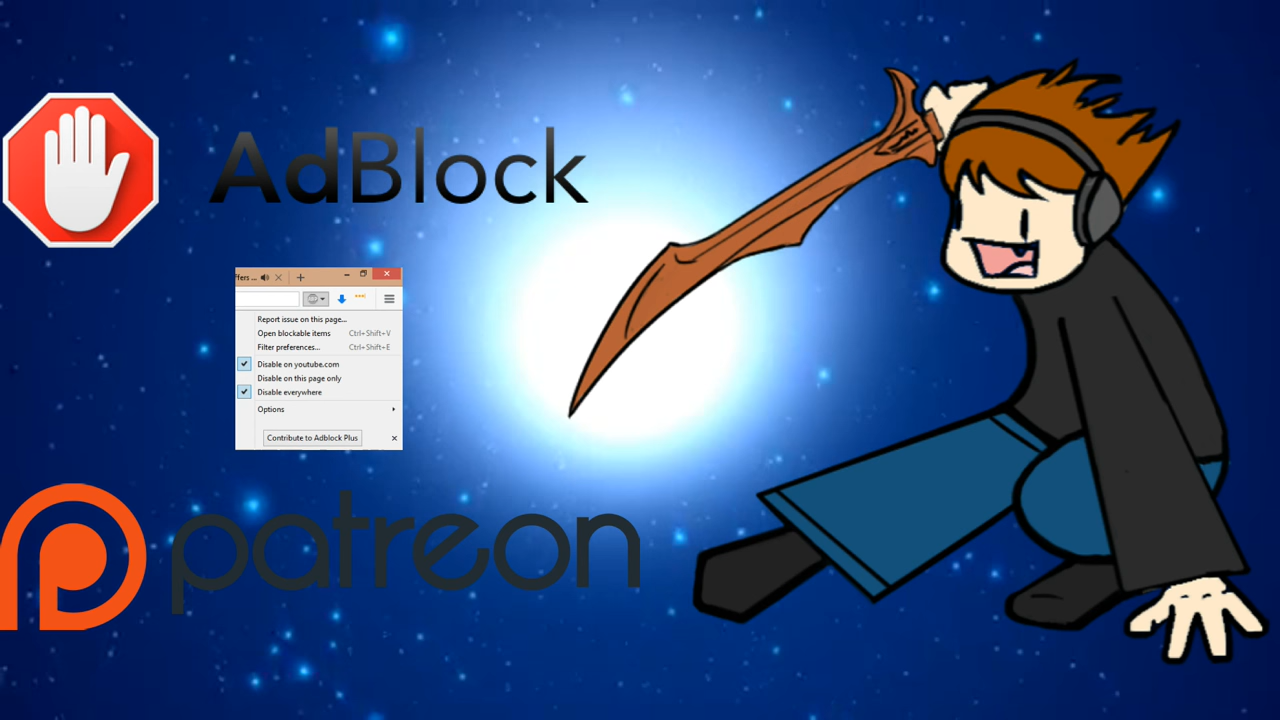 AdBlock
ffers ...
Report issue on this page...
Open blockable items Ctrl+Shift+V
Filter preferences... Ctrl+Shift+E
Disable on youtube.com
Disable on this page only
Disable everywhere
Options
Contribute to Adblock Plus
patreon